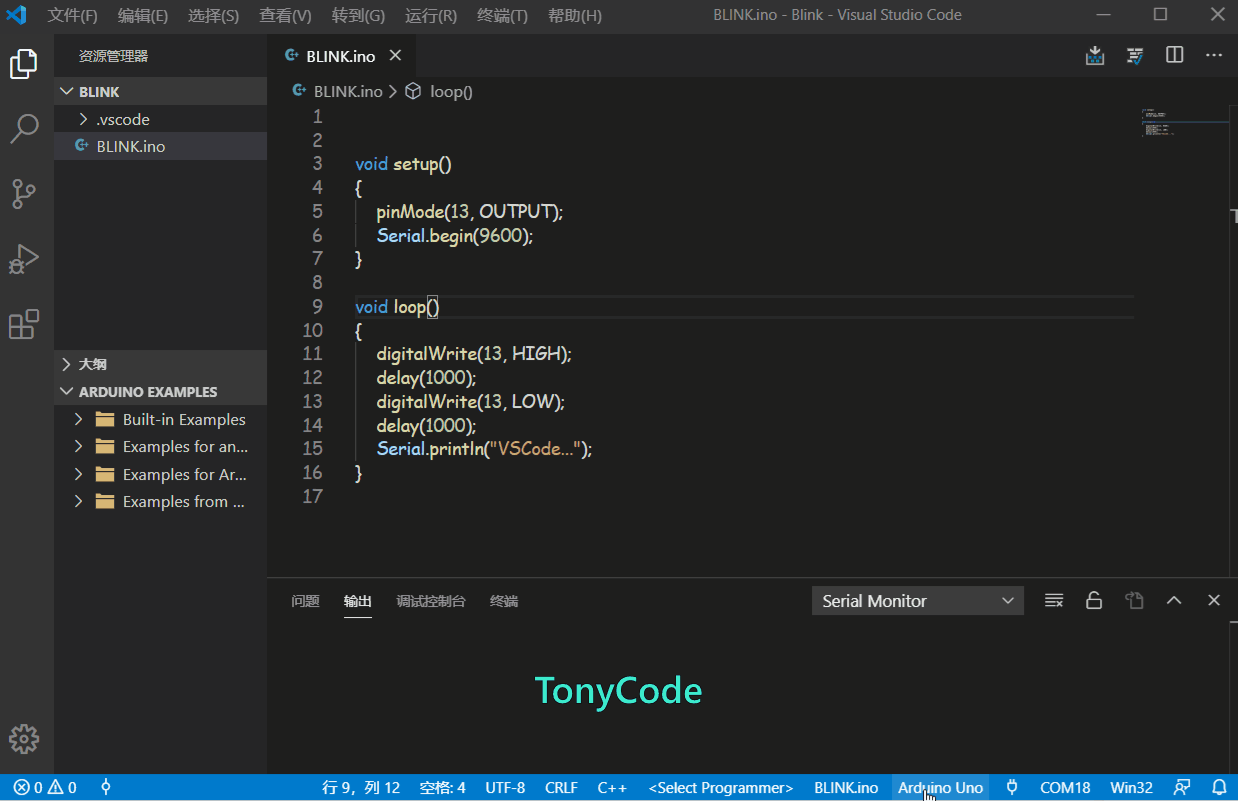 文件(F) 编辑(E) 选择(S) 查看(V) 转到(G) 运行(R) 终端(T) 帮助(H) BLINK.ino - Blink - Visual Studio Code
资源管理器
BLINK
.vscode
BLINK.ino
大纲
ARDUINO EXAMPLES
Built-in Examples
Examples for an...
Examples for Ar...
Examples from ...
BLINK.ino
BLINK.ino > loop()
1
2
3 void setup()
4 {
5 pinMode(13, OUTPUT);
6 Serial.begin(9600);
7 }
8
9 void loop()
10 {
11 digitalWrite(13, HIGH);
12 delay(1000);
13 digitalWrite(13, LOW);
14 delay(1000);
15 Serial.println("VSCode...");
16 }
17
问题 输出 调试控制台 终端 Serial Monitor
TonyCode
0 0 行 9，列 12 空格: 4 UTF-8 CRLF C++ <Select Programmer> BLINK.ino Arduino Uno COM18 Win32